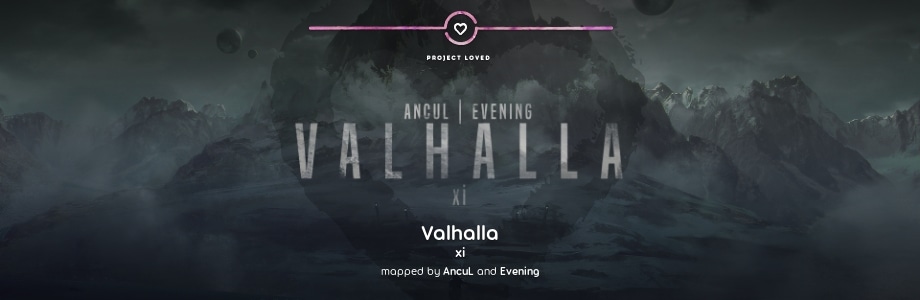 PROJECT LOVED
ANCUL | EVENING
VALHALLA
xi
Valhalla
xi
mapped by AncuL and Evening